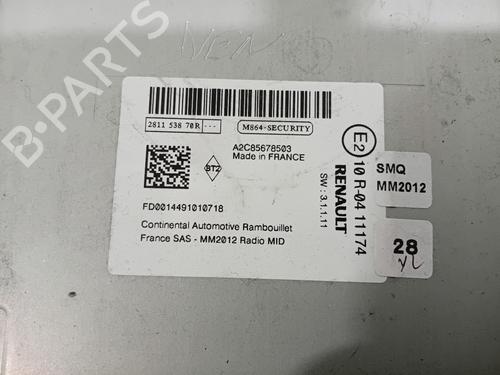 NEN
2811 538 70R ---
M864-SECURITY
A2C85678503
Made in FRANCE
BT2
FD0014491010718
Continental Automotive Rambouillet
France SAS - MM2012 Radio MID
E2 10 R-04 11174
RENAULT
SW : 3.1.1.11
SMQ
MM2012
28
B-PARTS